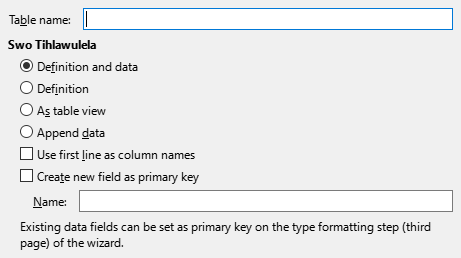 Table name:
Swo Tihlawulela
Definition and data
Definition
As table view
Append data
Use first line as column names
Create new field as primary key
Name:
Existing data fields can be set as primary key on the type formatting step (third
page) of the wizard.